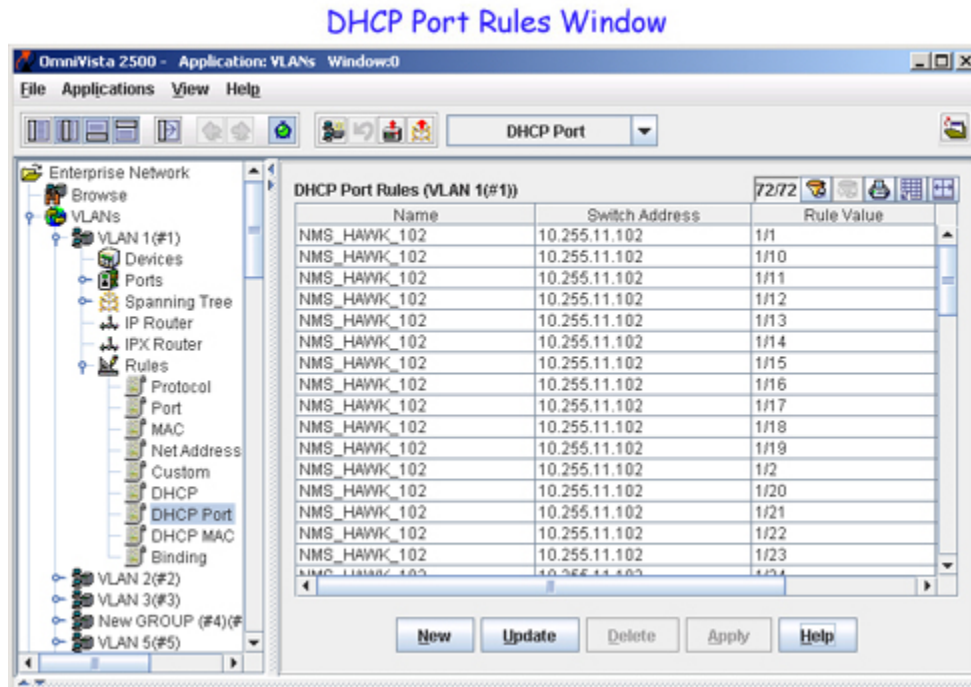 DHCP Port Rules Window
OmniVista 2500 - Application: VLANs Window:0
File Applications View Help
DHCP Port
Enterprise Network
Browse
VLANs
VLAN 1(#1)
Devices
Ports
Spanning Tree
IP Router
IPX Router
Rules
Protocol
Port
MAC
Net Address
Custom
DHCP
DHCP Port
DHCP MAC
Binding
VLAN 2(#2)
VLAN 3(#3)
New GROUP (#4)(#
VLAN 5(#5)
DHCP Port Rules (VLAN 1(#1))
72/72
Name Switch Address Rule Value
NMS_HAWK_102 10.255.11.102 1/1
NMS_HAWK_102 10.255.11.102 1/10
NMS_HAWK_102 10.255.11.102 1/11
NMS_HAWK_102 10.255.11.102 1/12
NMS_HAWK_102 10.255.11.102 1/13
NMS_HAWK_102 10.255.11.102 1/14
NMS_HAWK_102 10.255.11.102 1/15
NMS_HAWK_102 10.255.11.102 1/16
NMS_HAWK_102 10.255.11.102 1/17
NMS_HAWK_102 10.255.11.102 1/18
NMS_HAWK_102 10.255.11.102 1/19
NMS_HAWK_102 10.255.11.102 1/2
NMS_HAWK_102 10.255.11.102 1/20
NMS_HAWK_102 10.255.11.102 1/21
NMS_HAWK_102 10.255.11.102 1/22
NMS_HAWK_102 10.255.11.102 1/23
New Update Delete Apply Help